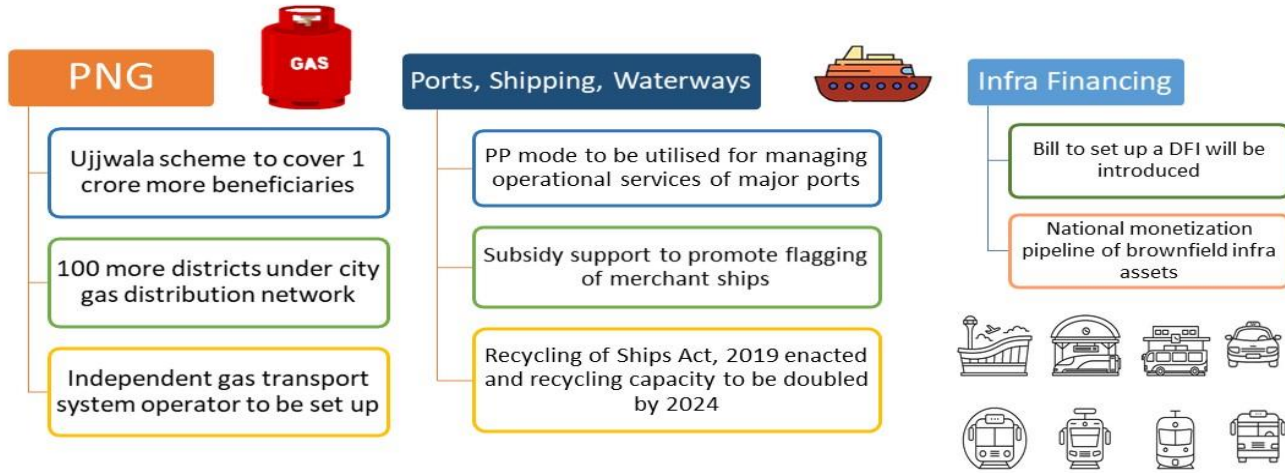 PNG
GAS
Ujjwala scheme to cover 1
crore more beneficiaries
100 more districts under city
gas distribution network
Independent gas transport
system operator to be set up
Ports, Shipping, Waterways
PP mode to be utilised for managing
operational services of major ports
Subsidy support to promote flagging
of merchant ships
Recycling of Ships Act, 2019 enacted
and recycling capacity to be doubled
by 2024
Infra Financing
Bill to set up a DFI will be
introduced
National monetization
pipeline of brownfield infra
assets